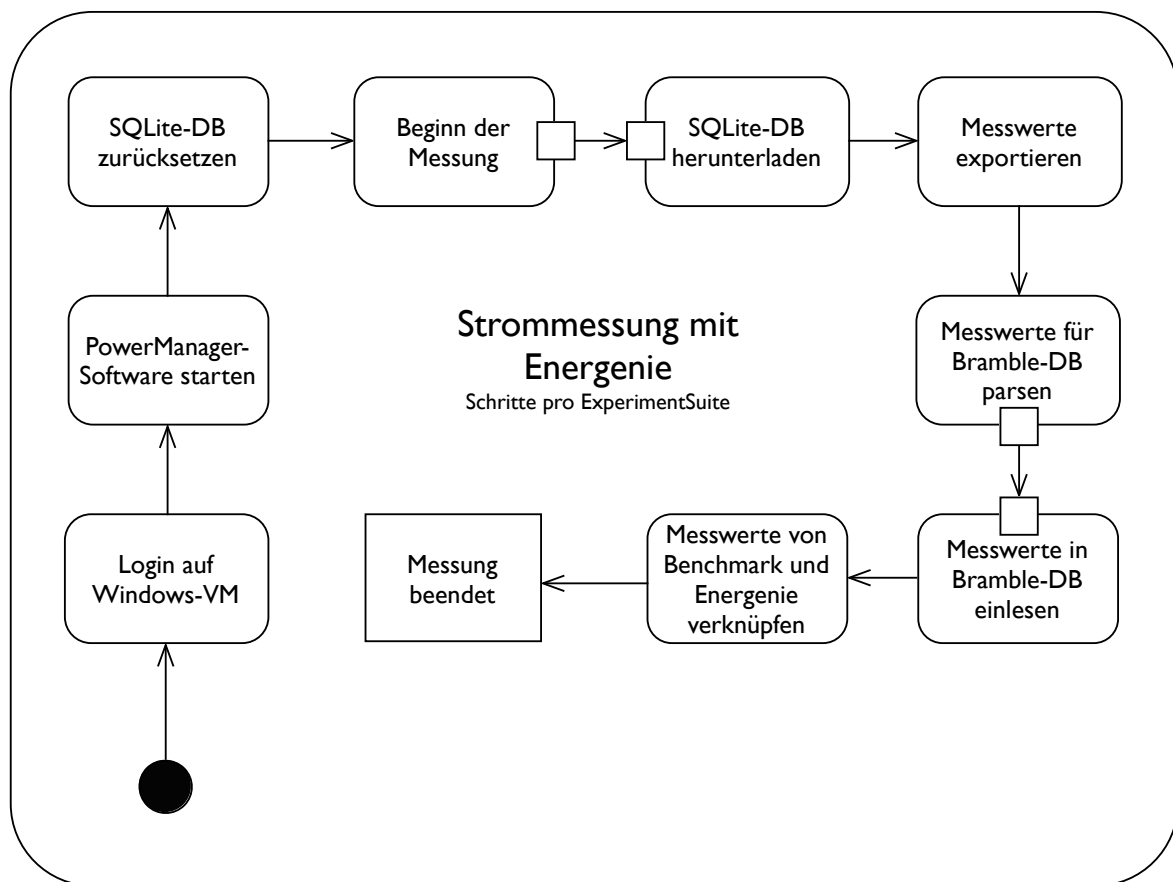 SQLite-DB
zurücksetzen
Beginn der
Messung
SQLite-DB
herunterladen
Messwerte
exportieren
PowerManager-
Software starten
Strommessung mit
Energenie
Schritte pro ExperimentSuite
Messwerte für
Bramble-DB
parsen
Login auf
Windows-VM
Messung
beendet
Messwerte von
Benchmark und
Energenie
verknüpfen
Messwerte in
Bramble-DB
einlesen